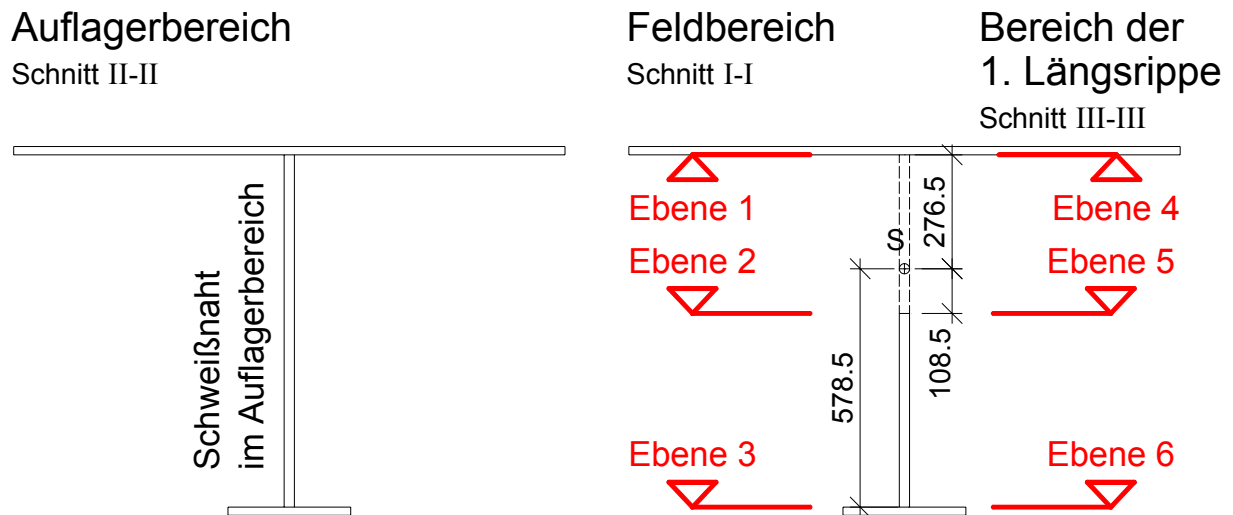 Auflagerbereich
Schnitt II-II
Schweißnaht
im Auflagerbereich
Feldbereich
Schnitt I-I
Bereich der
1. Längsrippe
Schnitt III-III
Ebene 1
Ebene 2
Ebene 3
S
276.5
108.5
578.5
Ebene 4
Ebene 5
Ebene 6